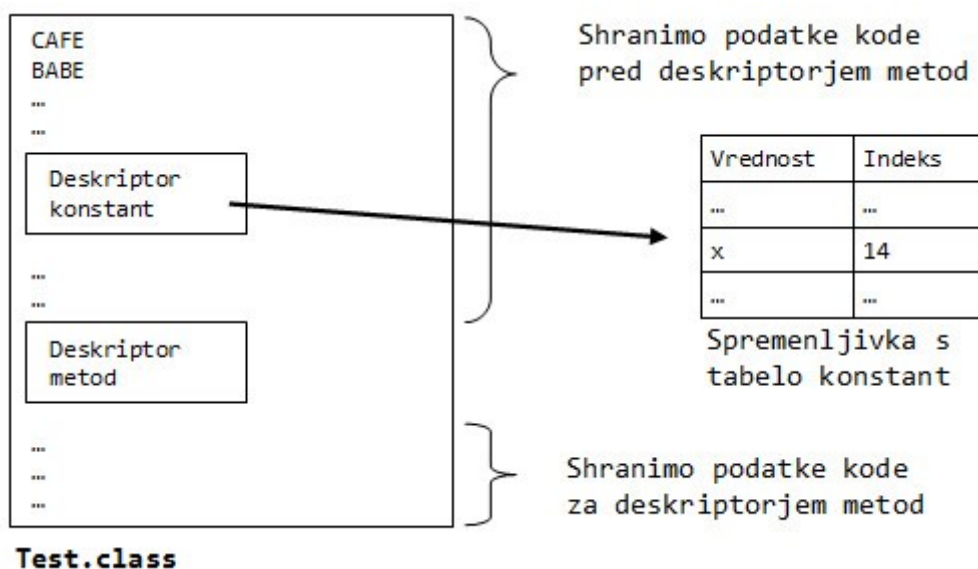 CAFE
BABE
…
…
Deskriptor
konstant
…
…
Deskriptor
metod
…
…
…
Test.class
Shranimo podatke kode
pred deskriptorjem metod
Vrednost Indeks
… …
x 14
… …
Spremenljivka s
tabelo konstant
Shranimo podatke kode
za deskriptorjem metod